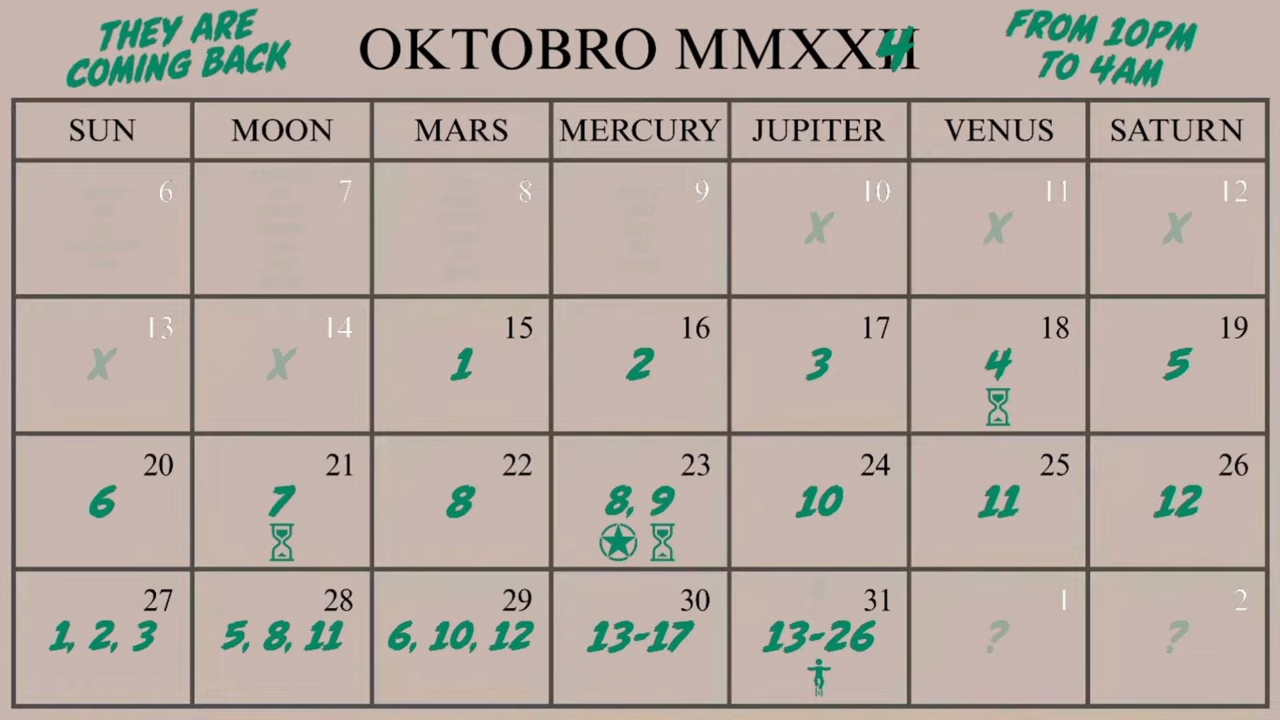 THEY ARE
COMING BACK
OKTOBRO MMXX4
FROM 10PM
TO 4AM
SUN MOON MARS MERCURY JUPITER VENUS SATURN
6 7 8 9 10 11 12
X X X
13 14 15 16 17 18 19
X X 1 2 3 4 5
20 21 22 23 24 25 26
6 7 8 8, 9 10 11 12
27 28 29 30 31 1 2
1, 2, 3 5, 8, 11 6, 10, 12 13-17 13-26 ? ?